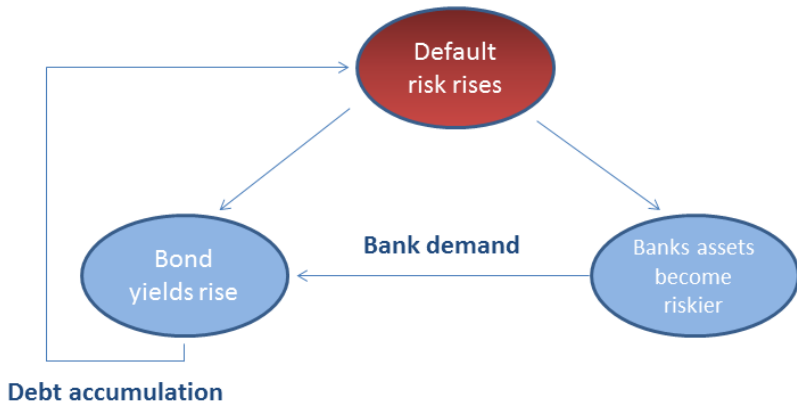 Default
risk rises
Bank demand
Bond
yields rise
Banks assets
become
riskier
Debt accumulation